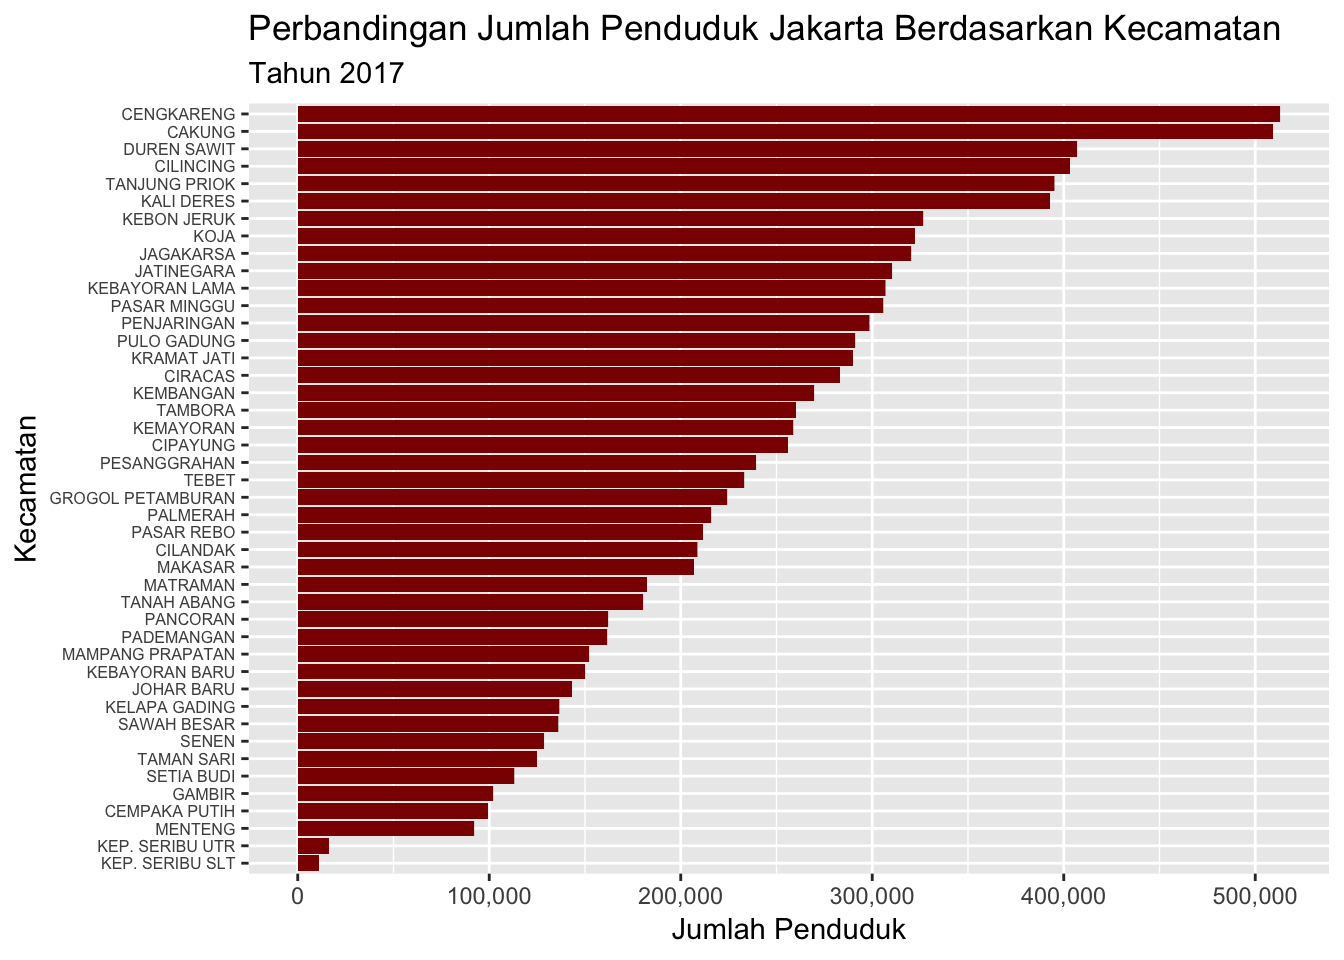 Perbandingan Jumlah Penduduk Jakarta Berdasarkan Kecamatan
Tahun 2017
Kecamatan
CENGKARENG
CAKUNG
DUREN SAWIT
CILINCING
TANJUNG PRIOK
KALI DERES
KEBON JERUK
KOJA
JAGAKARSA
JATINEGARA
KEBAYORAN LAMA
PASAR MINGGU
PENJARINGAN
PULO GADUNG
KRAMAT JATI
CIRACAS
KEMBANGAN
TAMBORA
KEMAYORAN
CIPAYUNG
PESANGGRAHAN
TEBET
GROGOL PETAMBURAN
PALMERAH
PASAR REBO
CILANDAK
MAKASAR
MATRAMAN
TANAH ABANG
PANCORAN
PADEMANGAN
MAMPANG PRAPATAN
KEBAYORAN BARU
JOHAR BARU
KELAPA GADING
SAWAH BESAR
SENEN
TAMAN SARI
SETIA BUDI
GAMBIR
CEMPAKA PUTIH
MENTENG
KEP. SERIBU UTR
KEP. SERIBU SLT
0 100,000 200,000 300,000 400,000 500,000
Jumlah Penduduk